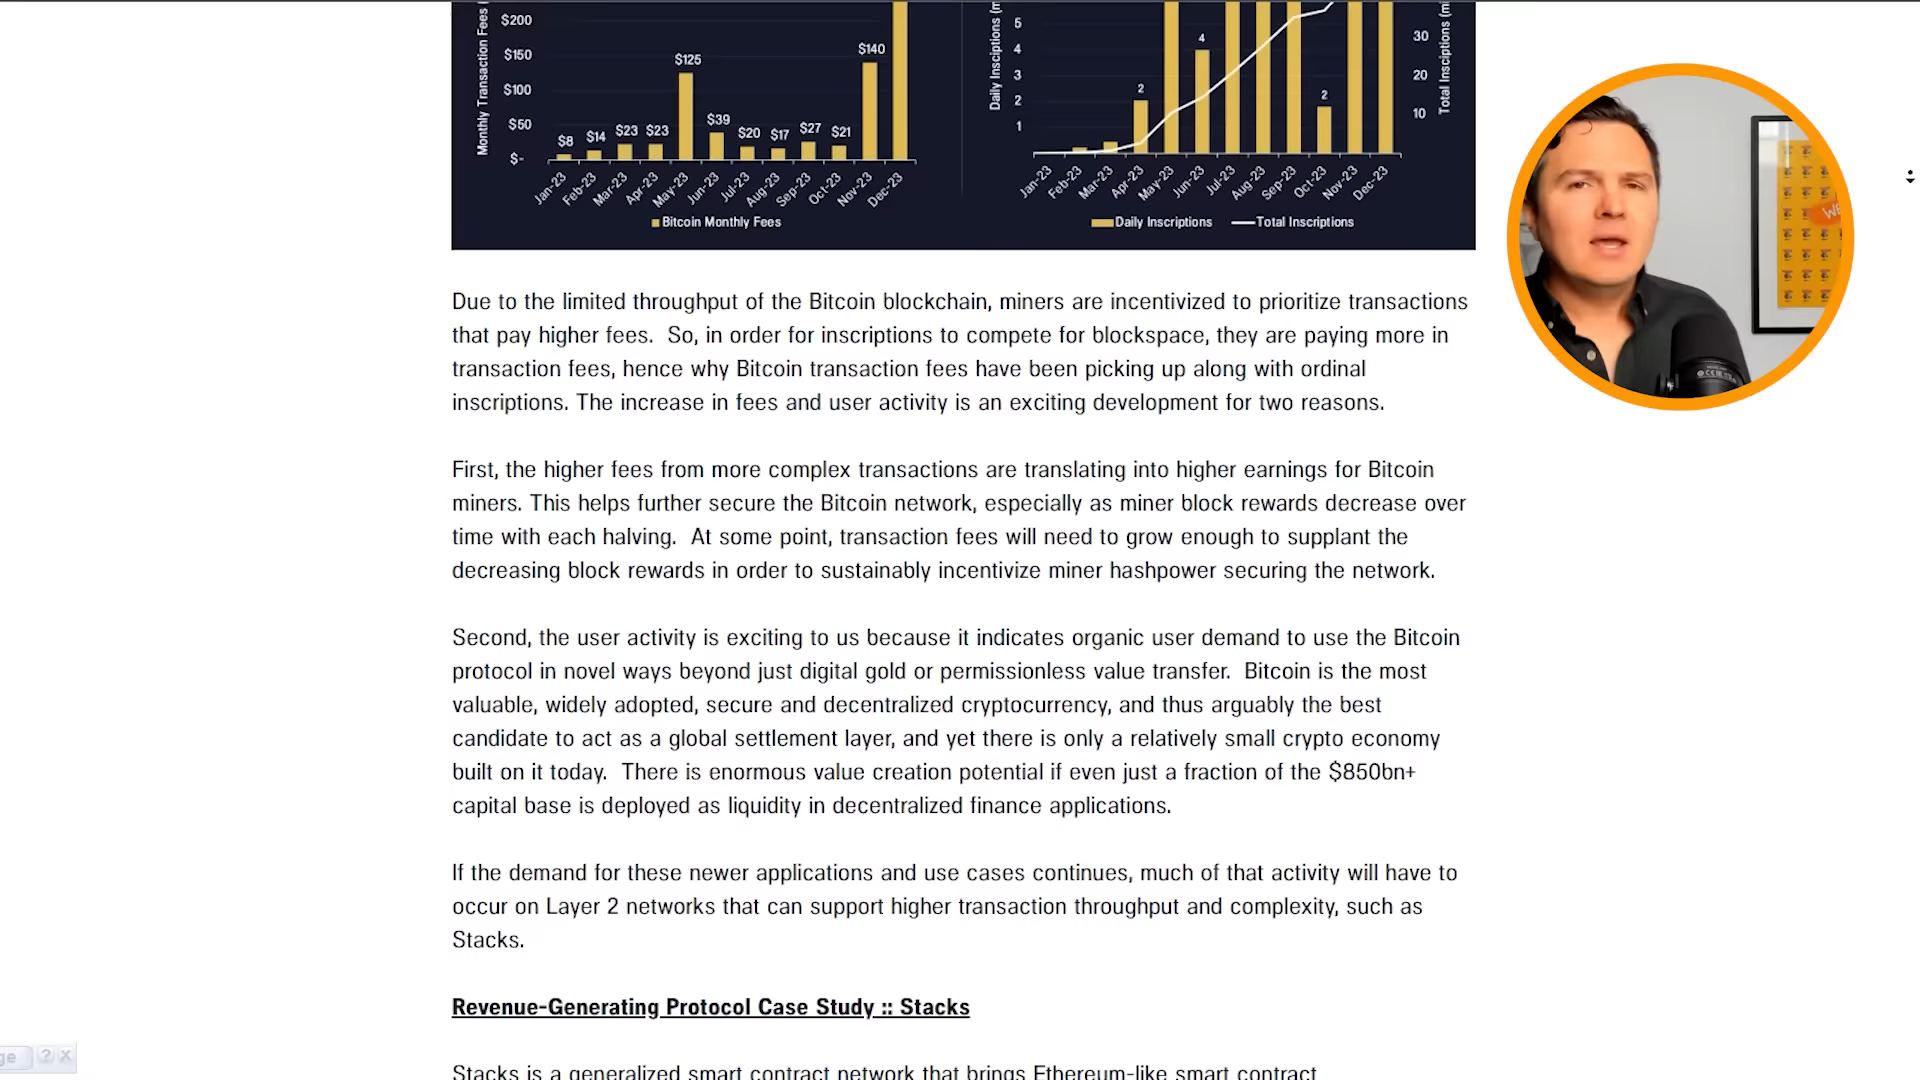 Monthly Transaction Fees
$200
$150
$100
$50
$-
$8
$14
$23
$23
$125
$39
$20
$17
$27
$21
$140
Jan-23
Feb-23
Mar-23
Apr-23
May-23
Jun-23
Jul-23
Aug-23
Sep-23
Oct-23
Nov-23
Dec-23
Bitcoin Monthly Fees
Daily Insciptions (m
5
4
3
2
1
2
4
2
30
20
10
Total Insciptions (mi
Jan-23
Feb-23
Mar-23
Apr-23
May-23
Jun-23
Jul-23
Aug-23
Sep-23
Oct-23
Nov-23
Dec-23
Daily Inscriptions
Total Inscriptions
WE
Due to the limited throughput of the Bitcoin blockchain, miners are incentivized to prioritize transactions
that pay higher fees. So, in order for inscriptions to compete for blockspace, they are paying more in
transaction fees, hence why Bitcoin transaction fees have been picking up along with ordinal
inscriptions. The increase in fees and user activity is an exciting development for two reasons.
First, the higher fees from more complex transactions are translating into higher earnings for Bitcoin
miners. This helps further secure the Bitcoin network, especially as miner block rewards decrease over
time with each halving. At some point, transaction fees will need to grow enough to supplant the
decreasing block rewards in order to sustainably incentivize miner hashpower securing the network.
Second, the user activity is exciting to us because it indicates organic user demand to use the Bitcoin
protocol in novel ways beyond just digital gold or permissionless value transfer. Bitcoin is the most
valuable, widely adopted, secure and decentralized cryptocurrency, and thus arguably the best
candidate to act as a global settlement layer, and yet there is only a relatively small crypto economy
built on it today. There is enormous value creation potential if even just a fraction of the $850bn+
capital base is deployed as liquidity in decentralized finance applications.
If the demand for these newer applications and use cases continues, much of that activity will have to
occur on Layer 2 networks that can support higher transaction throughput and complexity, such as
Stacks.
Revenue-Generating Protocol Case Study :: Stacks
Stacks is a generalized smart contract network that brings Ethereum-like smart contract
ge ? x